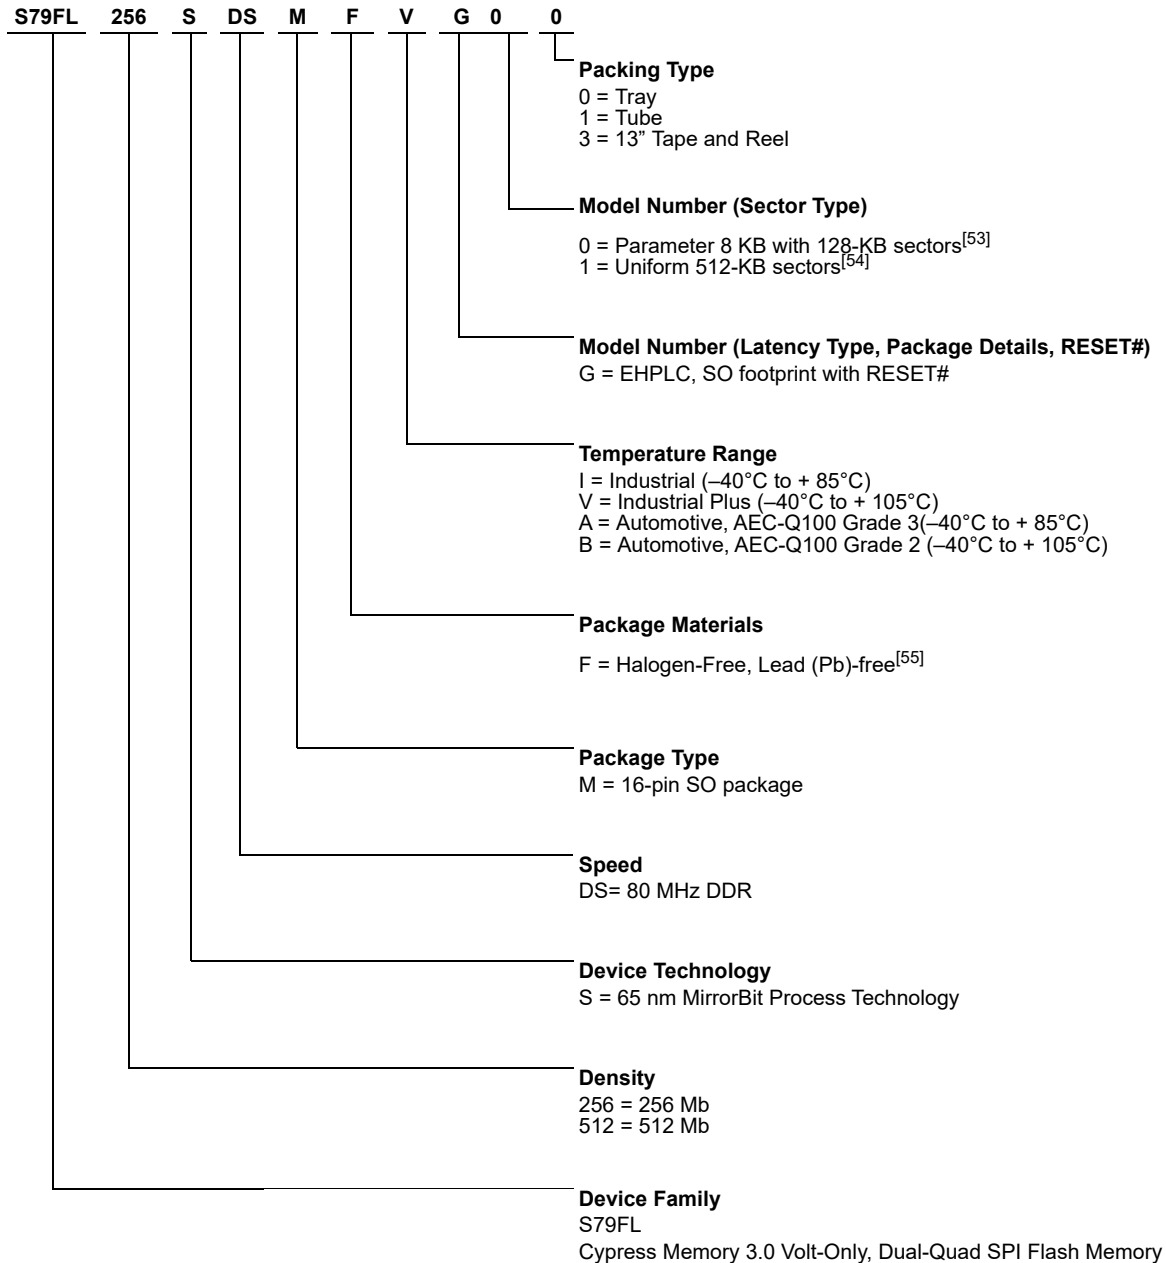 S79FL 256 S DS M F V G 0 0
Packing Type
0 = Tray
1 = Tube
3 = 13” Tape and Reel
Model Number (Sector Type)
0 = Parameter 8 KB with 128-KB sectors[53]
1 = Uniform 512-KB sectors[54]
Model Number (Latency Type, Package Details, RESET#)
G = EHPLC, SO footprint with RESET#
Temperature Range
I = Industrial (–40°C to + 85°C)
V = Industrial Plus (–40°C to + 105°C)
A = Automotive, AEC-Q100 Grade 3(–40°C to + 85°C)
B = Automotive, AEC-Q100 Grade 2 (–40°C to + 105°C)
Package Materials
F = Halogen-Free, Lead (Pb)-free[55]
Package Type
M = 16-pin SO package
Speed
DS= 80 MHz DDR
Device Technology
S = 65 nm MirrorBit Process Technology
Density
256 = 256 Mb
512 = 512 Mb
Device Family
S79FL
Cypress Memory 3.0 Volt-Only, Dual-Quad SPI Flash Memory